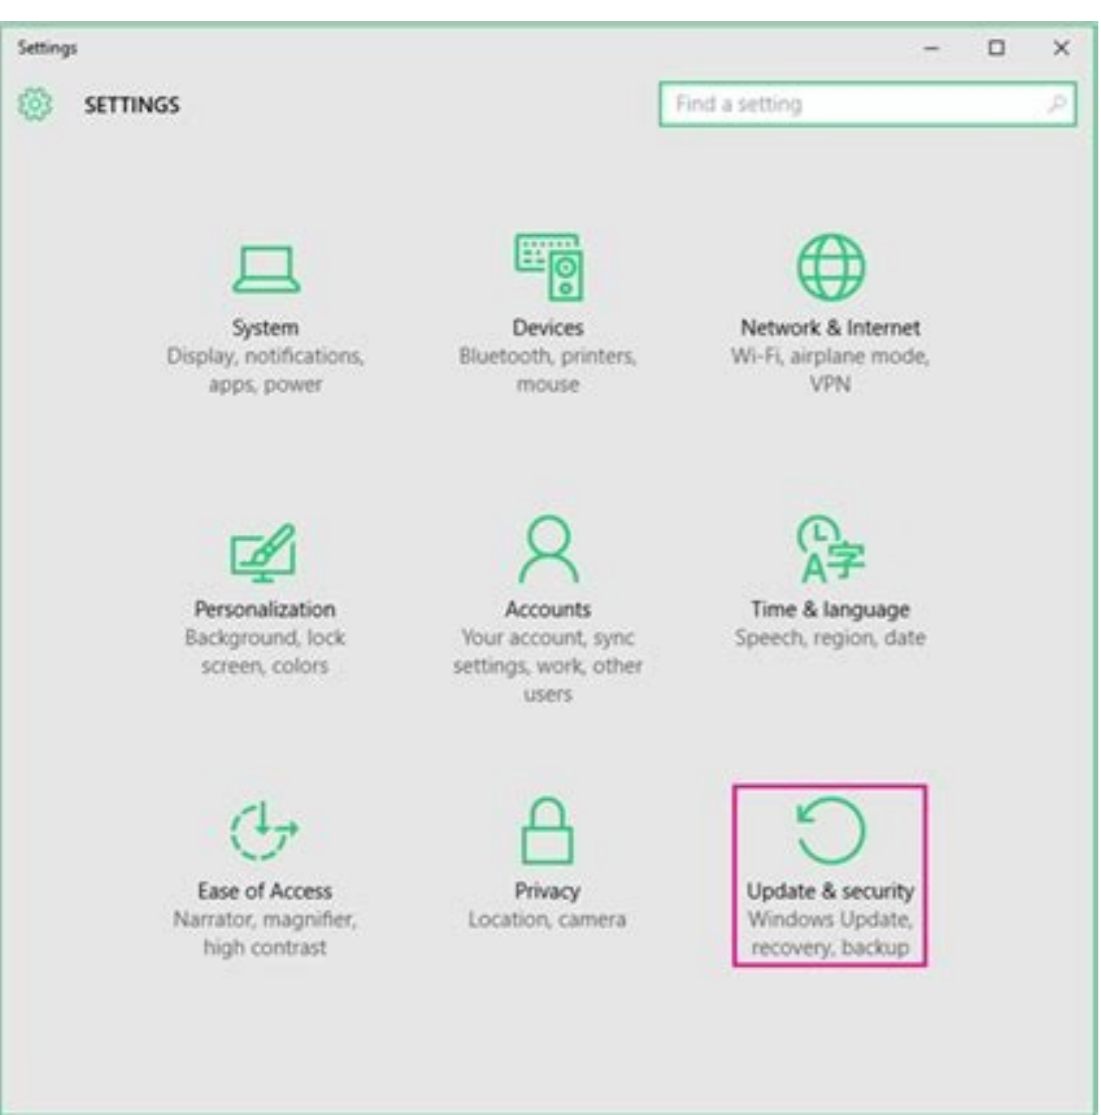 Settings
SETTINGS
Find a setting
System
Display, notifications,
apps, power
Devices
Bluetooth, printers,
mouse
Network & Internet
Wi-Fi, airplane mode,
VPN
Personalization
Background, lock
screen, colors
Accounts
Your account, sync
settings, work, other
users
A字
Time & language
Speech, region, date
Ease of Access
Narrator, magnifier,
high contrast
Privacy
Location, camera
Update & security
Windows Update,
recovery, backup